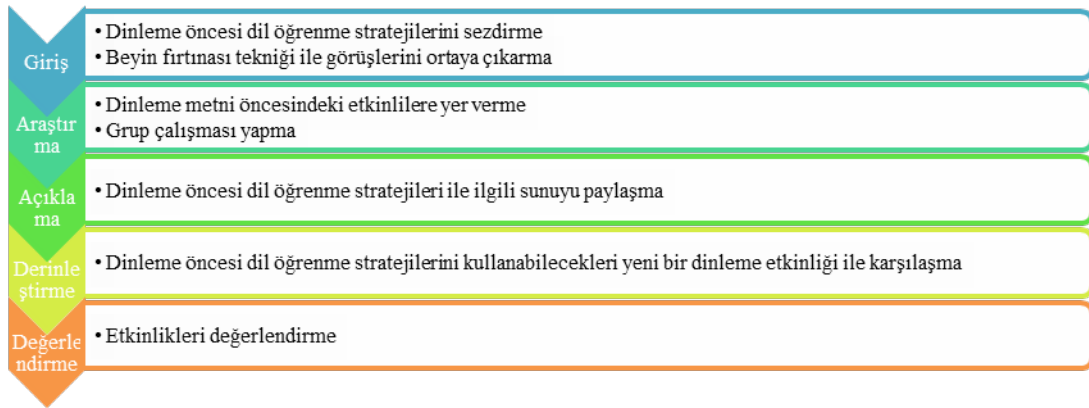 Giriş
• Dinleme öncesi dil öğrenme stratejilerini sezdirme
• Beyin fırtınası tekniği ile görüşlerini ortaya çıkarma
Araştır
ma
• Dinleme metni öncesindeki etkinlilere yer verme
• Grup çalışması yapma
Açıkla
ma
• Dinleme öncesi dil öğrenme stratejileri ile ilgili sunuyu paylaşma
Derinle
ştirme
• Dinleme öncesi dil öğrenme stratejilerini kullanabilecekleri yeni bir dinleme etkinliği ile karşılaşma
Değerle
ndirme
• Etkinlikleri değerlendirme